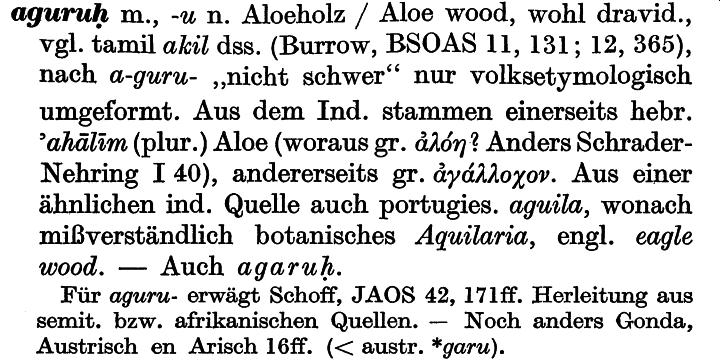 aguruḥ m., -u n. Aloeholz / Aloe wood, wohl dravid.,
vgl. tamil akil dss. (Burrow, BSOAS 11, 131; 12, 365),
nach a-guru- „nicht schwer“ nur volksetymologisch
umgeformt. Aus dem Ind. stammen einerseits hebr.
ʾahālīm (plur.) Aloe (woraus gr. ἀλόη? Anders Schrader-
Nehring I 40), andererseits gr. ἀγάλλοχον. Aus einer
ähnlichen ind. Quelle auch portugies. aguila, wonach
mißverständlich botanisches Aquilaria, engl. eagle
wood. — Auch agaruḥ.
Für aguru- erwägt Schoff, JAOS 42, 171ff. Herleitung aus
semit. bzw. afrikanischen Quellen. — Noch anders Gonda,
Austrisch en Arisch 16ff. (< austr. *garu).